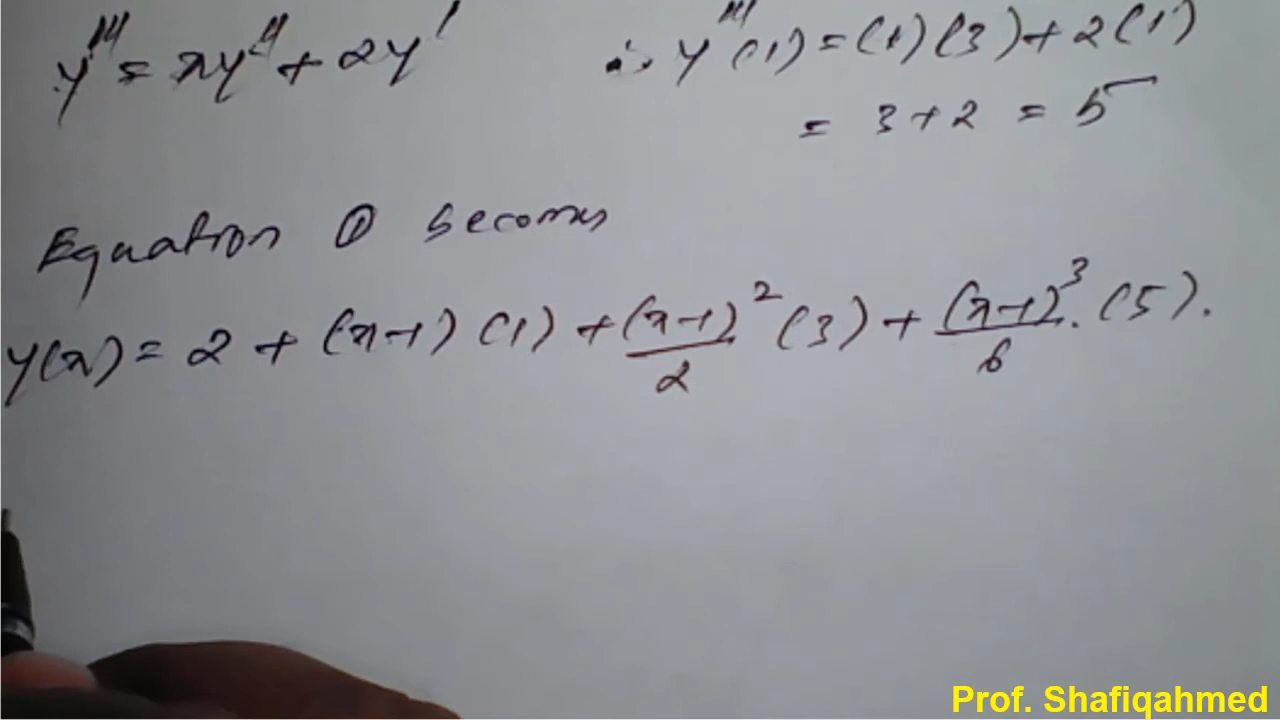 y''' = xy'' + 2y'
∴ y'''(1) = (1)(3) + 2(1)
= 3 + 2 = 5
Equation ① becomes
y(x) = 2 + (x-1)(1) + (x-1)²/2 (3) + (x-1)³/6 . (5).
Prof. Shafiqahmed